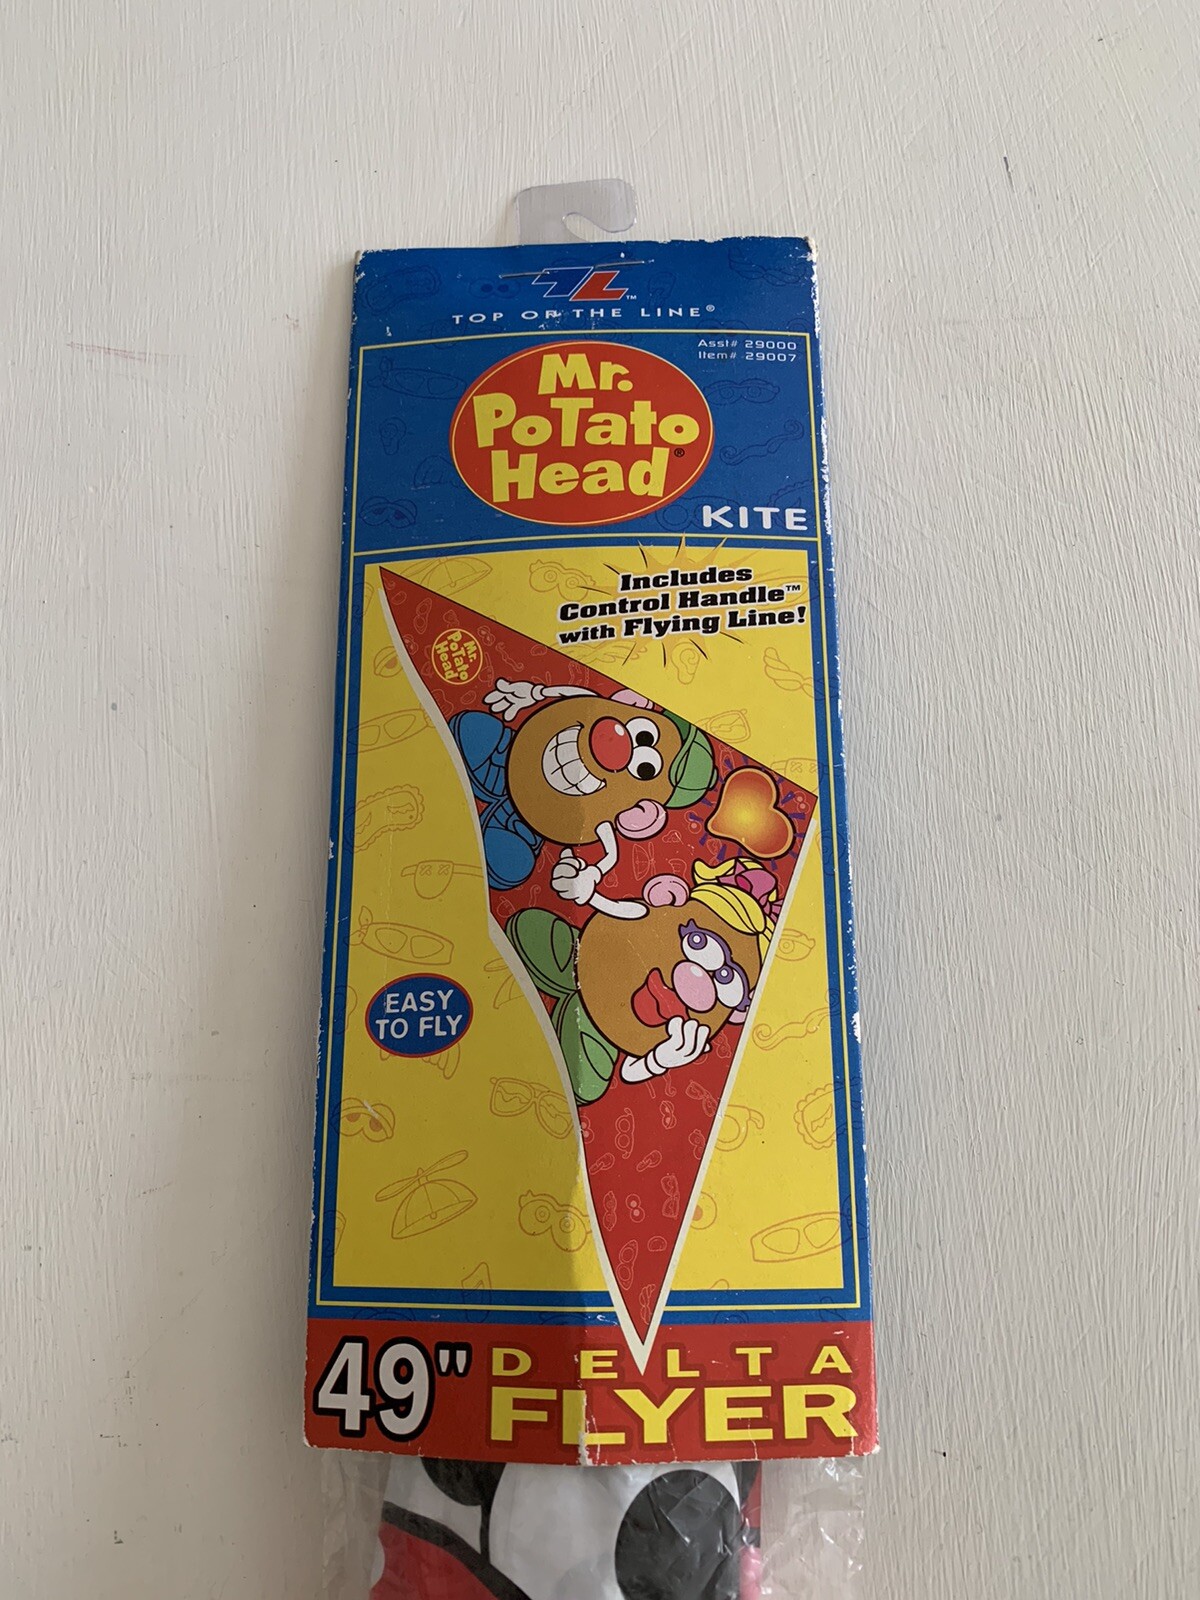 TL™
TOP OF THE LINE®
Asst# 29000
Item# 29007
Mr.
PoTato
Head®
KITE
Includes
Control Handle™
with Flying Line!
Mr.
PoTato
Head
EASY
TO FLY
49" DELTA
FLYER